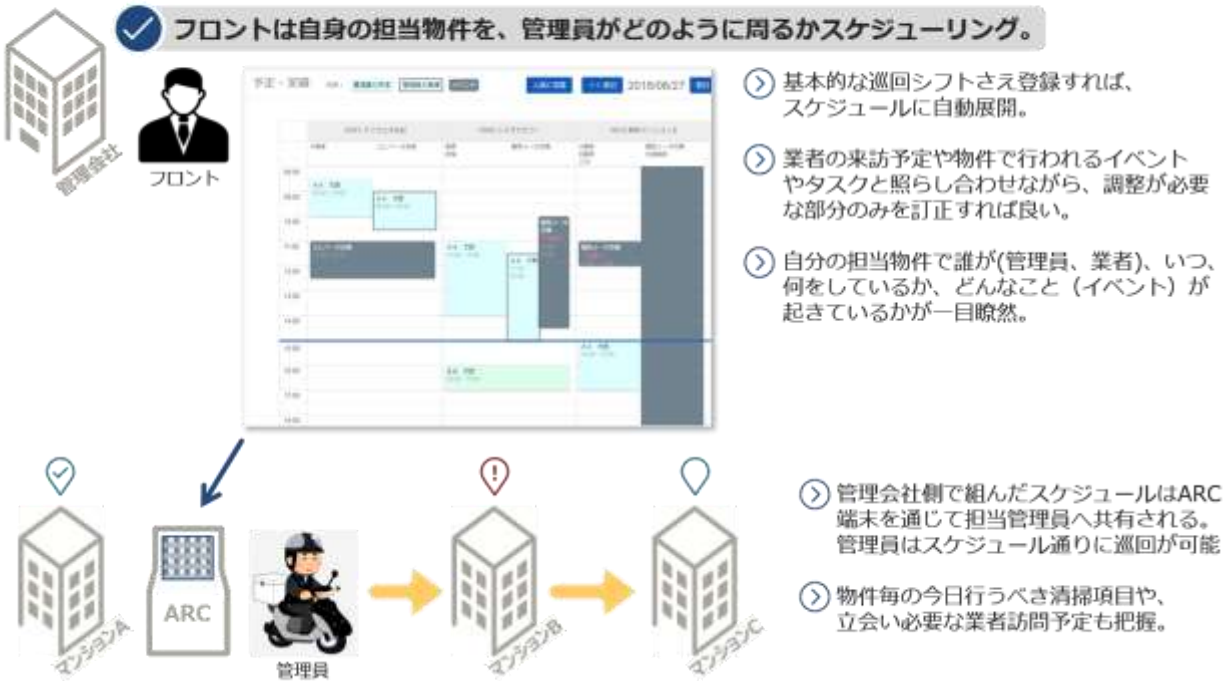 フロントは自身の担当物件を、管理員がどのように周るかスケジューリング。
管理会社
フロント
予定・実績
2018/06/27
基本的な巡回シフトさえ登録すれば、
スケジュールに自動展開。
業者の来訪予定や物件で行われるイベント
やタスクと照らし合わせながら、調整が必要
な部分のみを訂正すれば良い。
自分の担当物件で誰が(管理員、業者)、いつ、
何をしているか、どんなこと（イベント）が
起きているかが一目瞭然。
マンションA
ARC
管理員
マンションB
マンションC
管理会社側で組んだスケジュールはARC
端末を通じて担当管理員へ共有される。
管理員はスケジュール通りに巡回が可能
物件毎の今日行うべき清掃項目や、
立会い必要な業者訪問予定も把握。